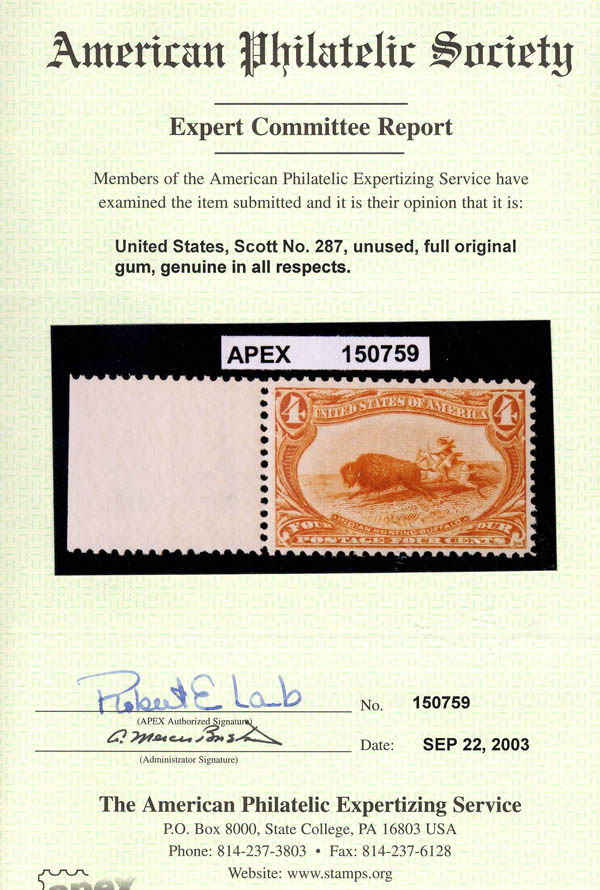 American Philatelic Society
Expert Committee Report
Members of the American Philatelic Expertizing Service have
examined the item submitted and it is their opinion that it is:
United States, Scott No. 287, unused, full original
gum, genuine in all respects.
APEX 150759
4 UNITED STATES OF AMERICA 4
INDIAN HUNTING BUFFALO
FOUR FOUR
POSTAGE FOUR CENTS
Robert E Lamb
No. 150759
(APEX Authorized Signature)
Date: SEP 22, 2003
(Administrator Signature)
The American Philatelic Expertizing Service
P.O. Box 8000, State College, PA 16803 USA
Phone: 814-237-3803 • Fax: 814-237-6128
Website: www.stamps.org
apex